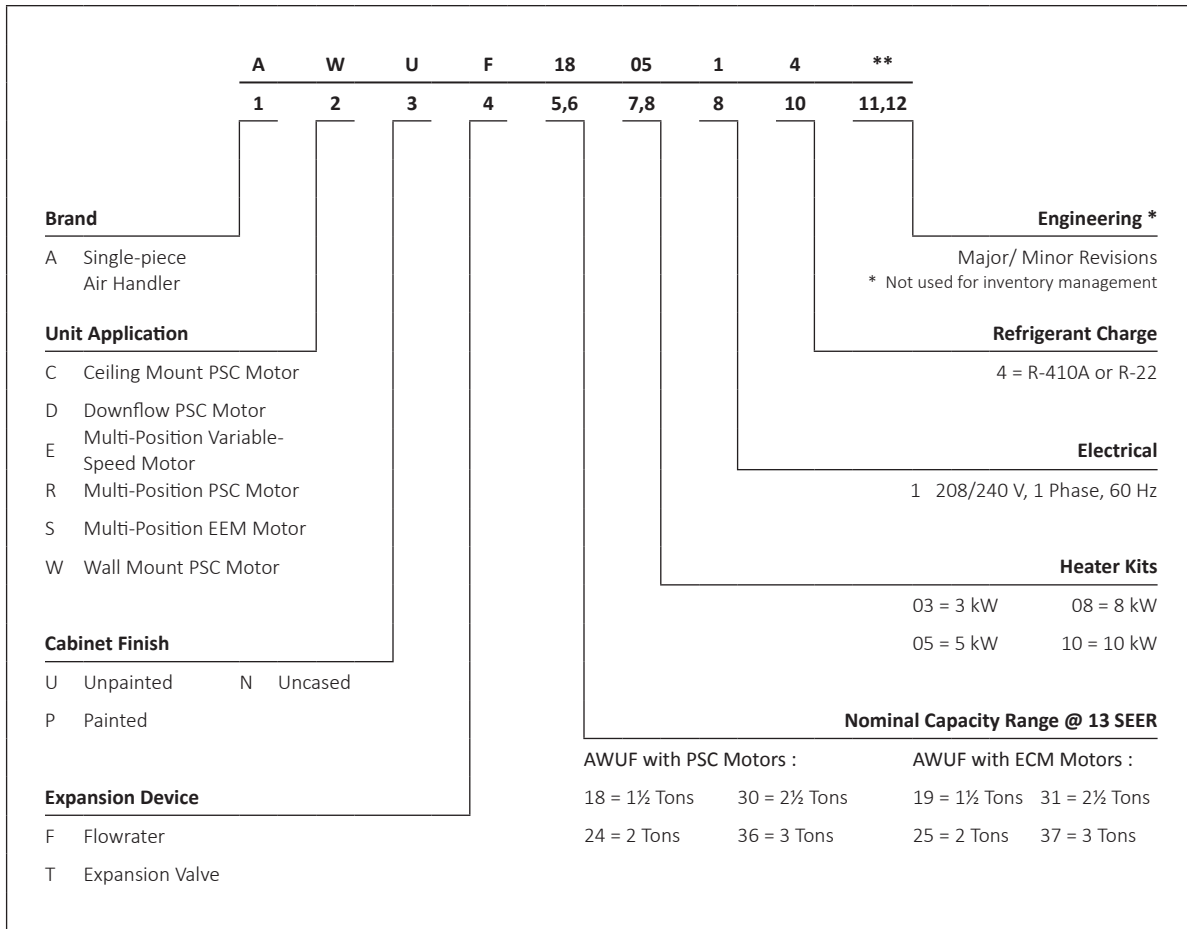 A W U F 18 05 1 4 **
1 2 3 4 5,6 7,8 8 10 11,12
Brand
A Single-piece
Air Handler
Unit Application
C Ceiling Mount PSC Motor
D Downflow PSC Motor
E Multi-Position Variable-
Speed Motor
R Multi-Position PSC Motor
S Multi-Position EEM Motor
W Wall Mount PSC Motor
Cabinet Finish
U Unpainted N Uncased
P Painted
Expansion Device
F Flowrater
T Expansion Valve
Engineering *
Major/ Minor Revisions
* Not used for inventory management
Refrigerant Charge
4 = R-410A or R-22
Electrical
1 208/240 V, 1 Phase, 60 Hz
Heater Kits
03 = 3 kW 08 = 8 kW
05 = 5 kW 10 = 10 kW
Nominal Capacity Range @ 13 SEER
AWUF with PSC Motors : AWUF with ECM Motors :
18 = 1½ Tons 30 = 2½ Tons 19 = 1½ Tons 31 = 2½ Tons
24 = 2 Tons 36 = 3 Tons 25 = 2 Tons 37 = 3 Tons